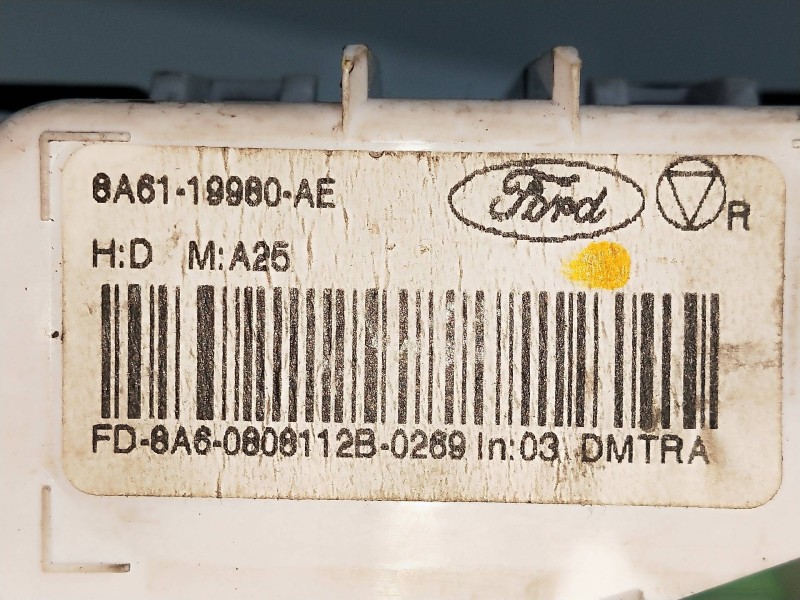 8A61-19980-AE
Ford
R
H:D M:A25
FD-8A6-0808112B-0269 In:03 DMTRA